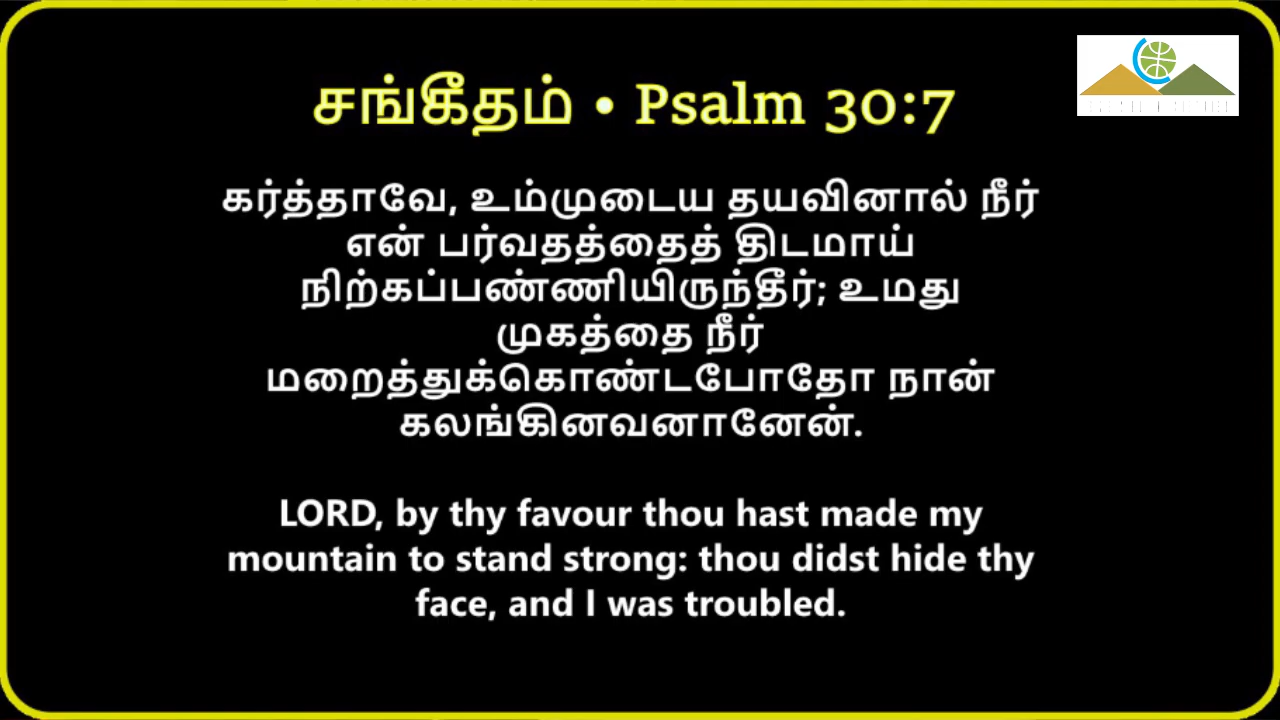 சங்கீதம் • Psalm 30:7
கர்த்தாவே, உம்முடைய தயவினால் நீர்
என் பர்வதத்தைத் திடமாய்
நிற்கப்பண்ணியிருந்தீர்; உமது
முகத்தை நீர்
மறைத்துக்கொண்டபோதோ நான்
கலங்கினவனானேன்.
LORD, by thy favour thou hast made my
mountain to stand strong: thou didst hide thy
face, and I was troubled.